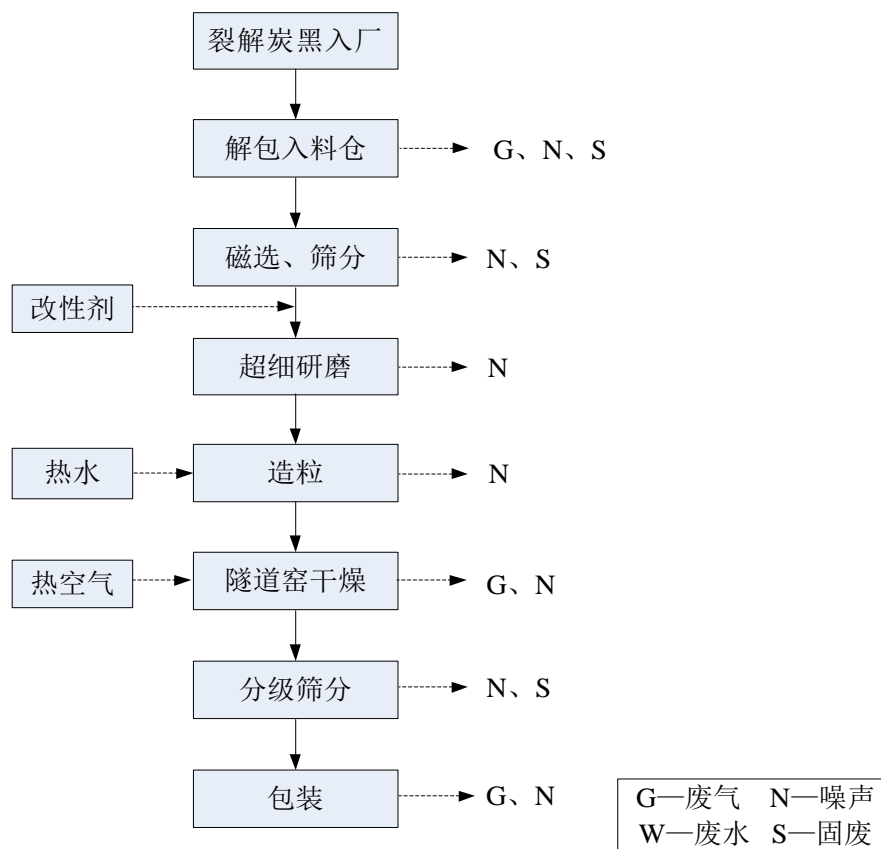 裂解炭黑入厂
解包入料仓
G、N、S
磁选、筛分
N、S
改性剂
超细研磨
N
热水
造粒
N
热空气
隧道窑干燥
G、N
分级筛分
N、S
包装
G、N
G—废气 N—噪声
W—废水 S—固废